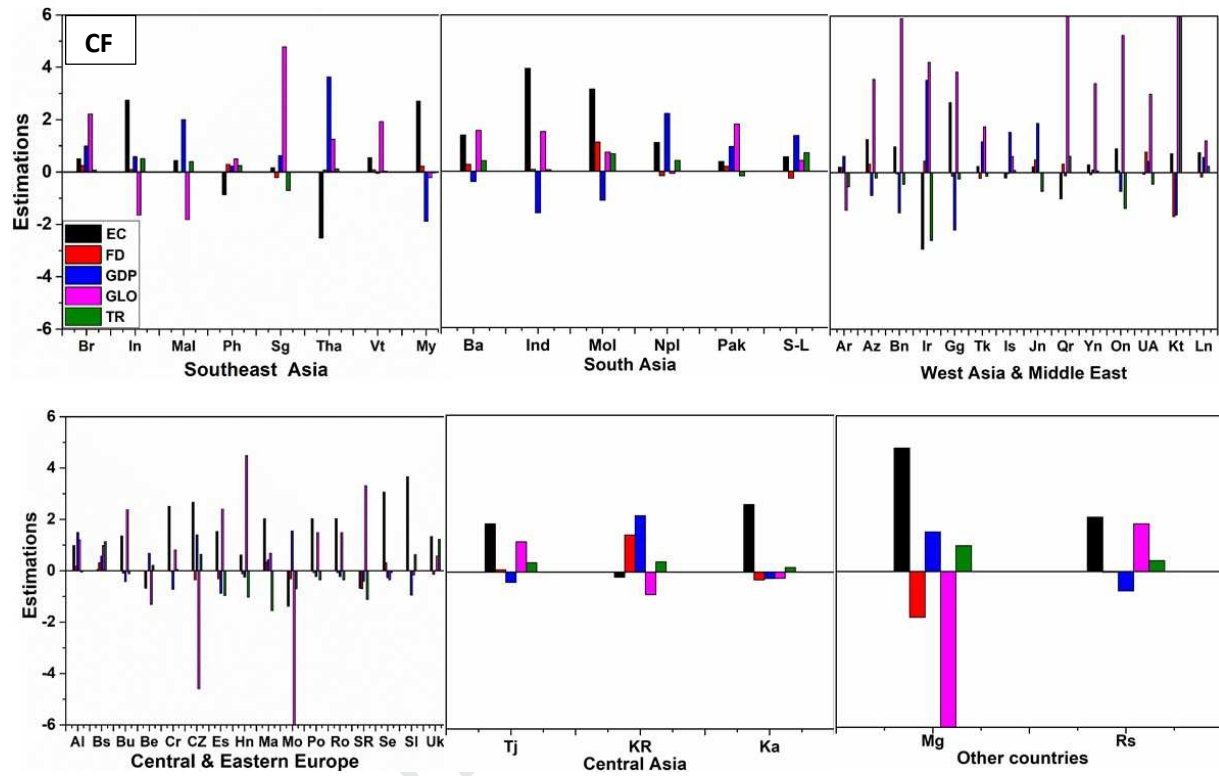 CF
6
4
2
0
-2
-4
-6
Estimations
EC
FD
GDP
GLO
TR
Br In Mal Ph Sg Tha Vt My
Southeast Asia
Ba Ind Mol Npl Pak S-L
South Asia
Ar Az Bn Ir Gg Tk Is Jn Qr Yn On UA Kt Ln
West Asia & Middle East
6
4
2
0
-2
-4
-6
Estimations
Al Bs Bu Be Cr CZ Es Hn Ma Mo Po Ro SR Se Sl Uk
Central & Eastern Europe
Tj KR Ka
Central Asia
Mg Rs
Other countries